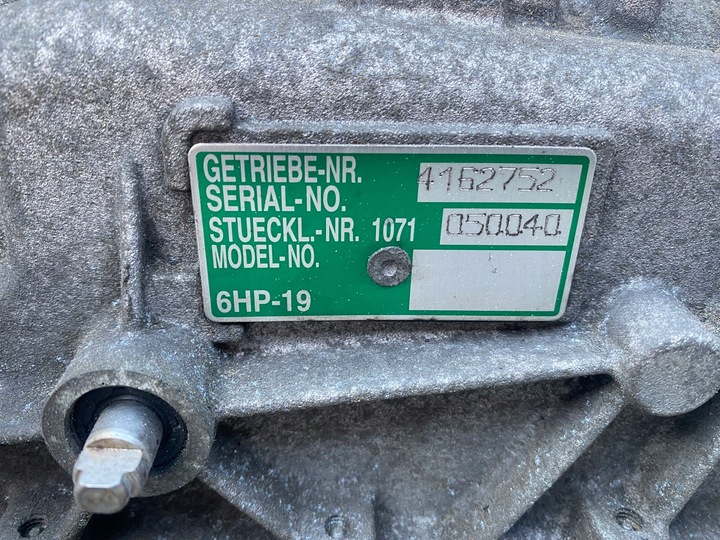 GETRIEBE-NR. 4162752
SERIAL-NO.
STUECKL.-NR. 1071 050040
MODEL-NO.
6HP-19